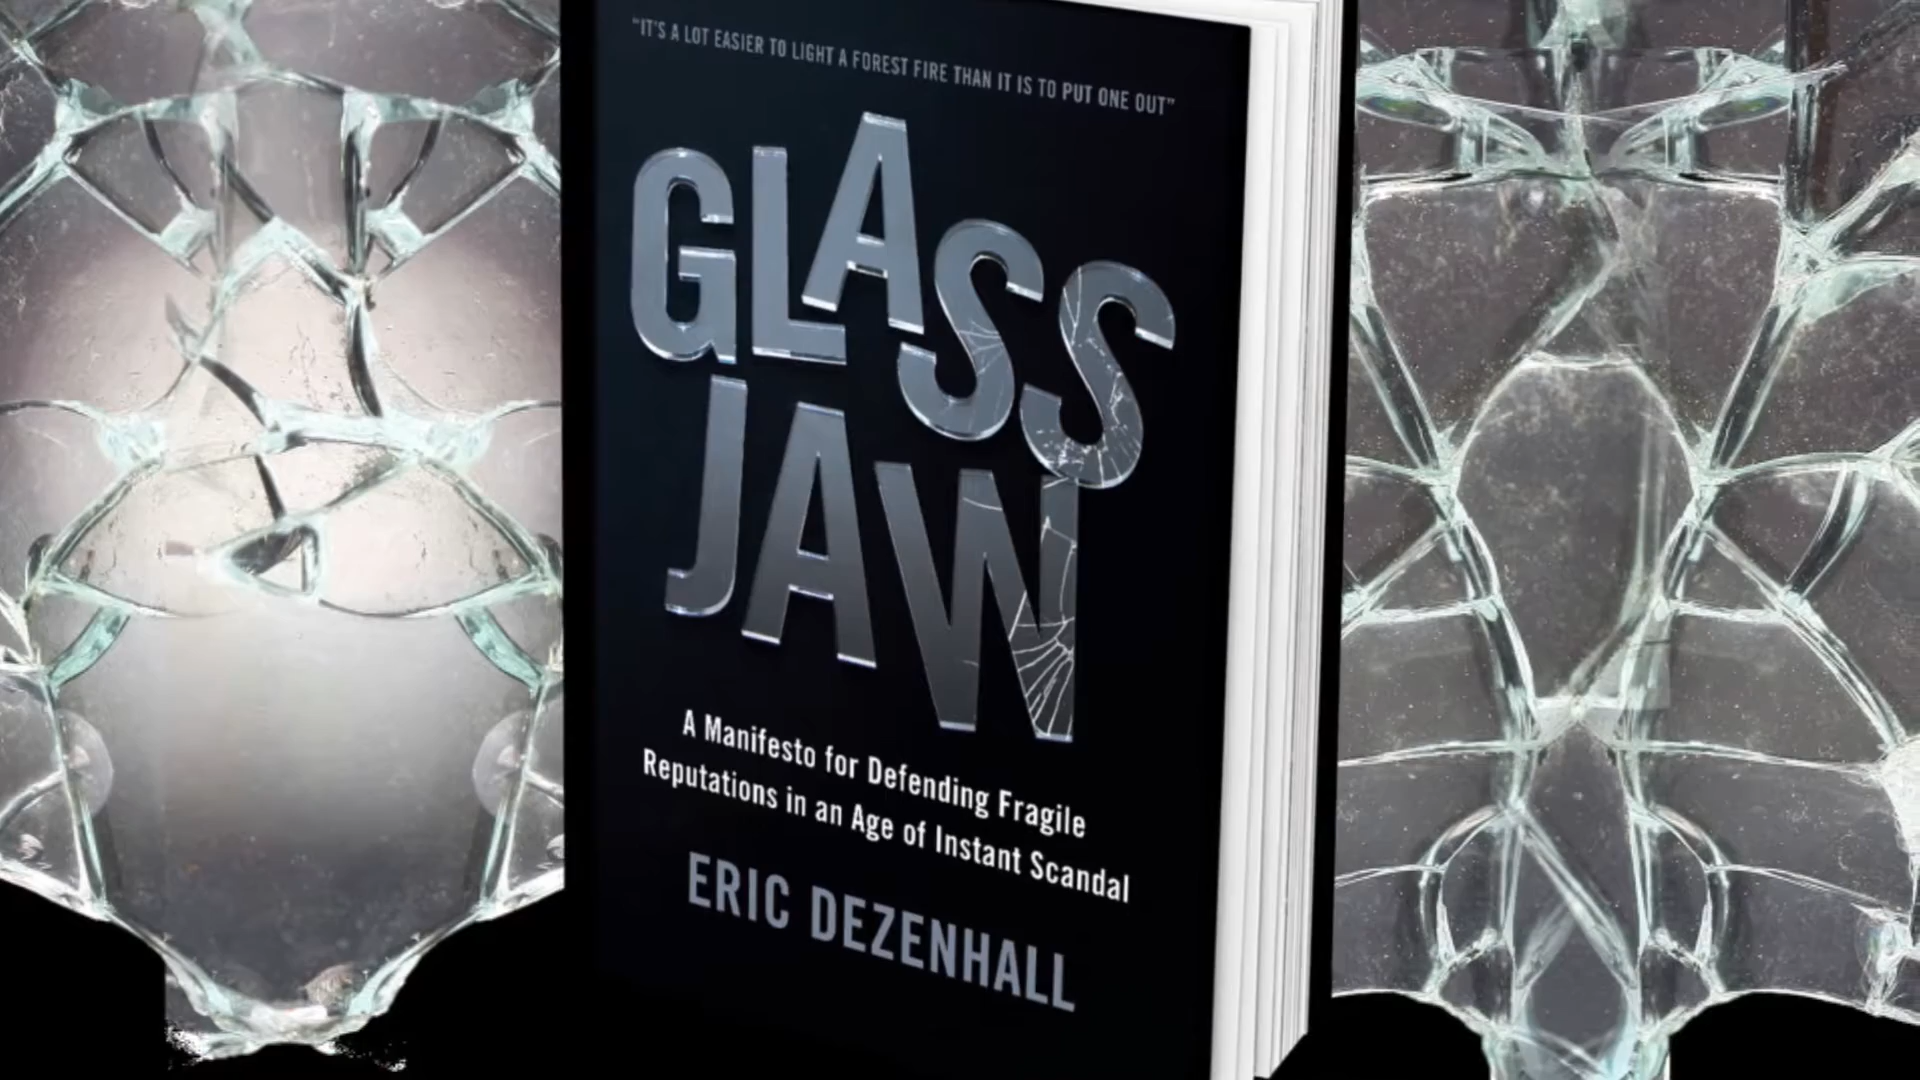 "IT'S A LOT EASIER TO LIGHT A FOREST FIRE THAN IT IS TO PUT ONE OUT"
GLASS
JAW
A Manifesto for Defending Fragile
Reputations in an Age of Instant Scandal
ERIC DEZENHALL